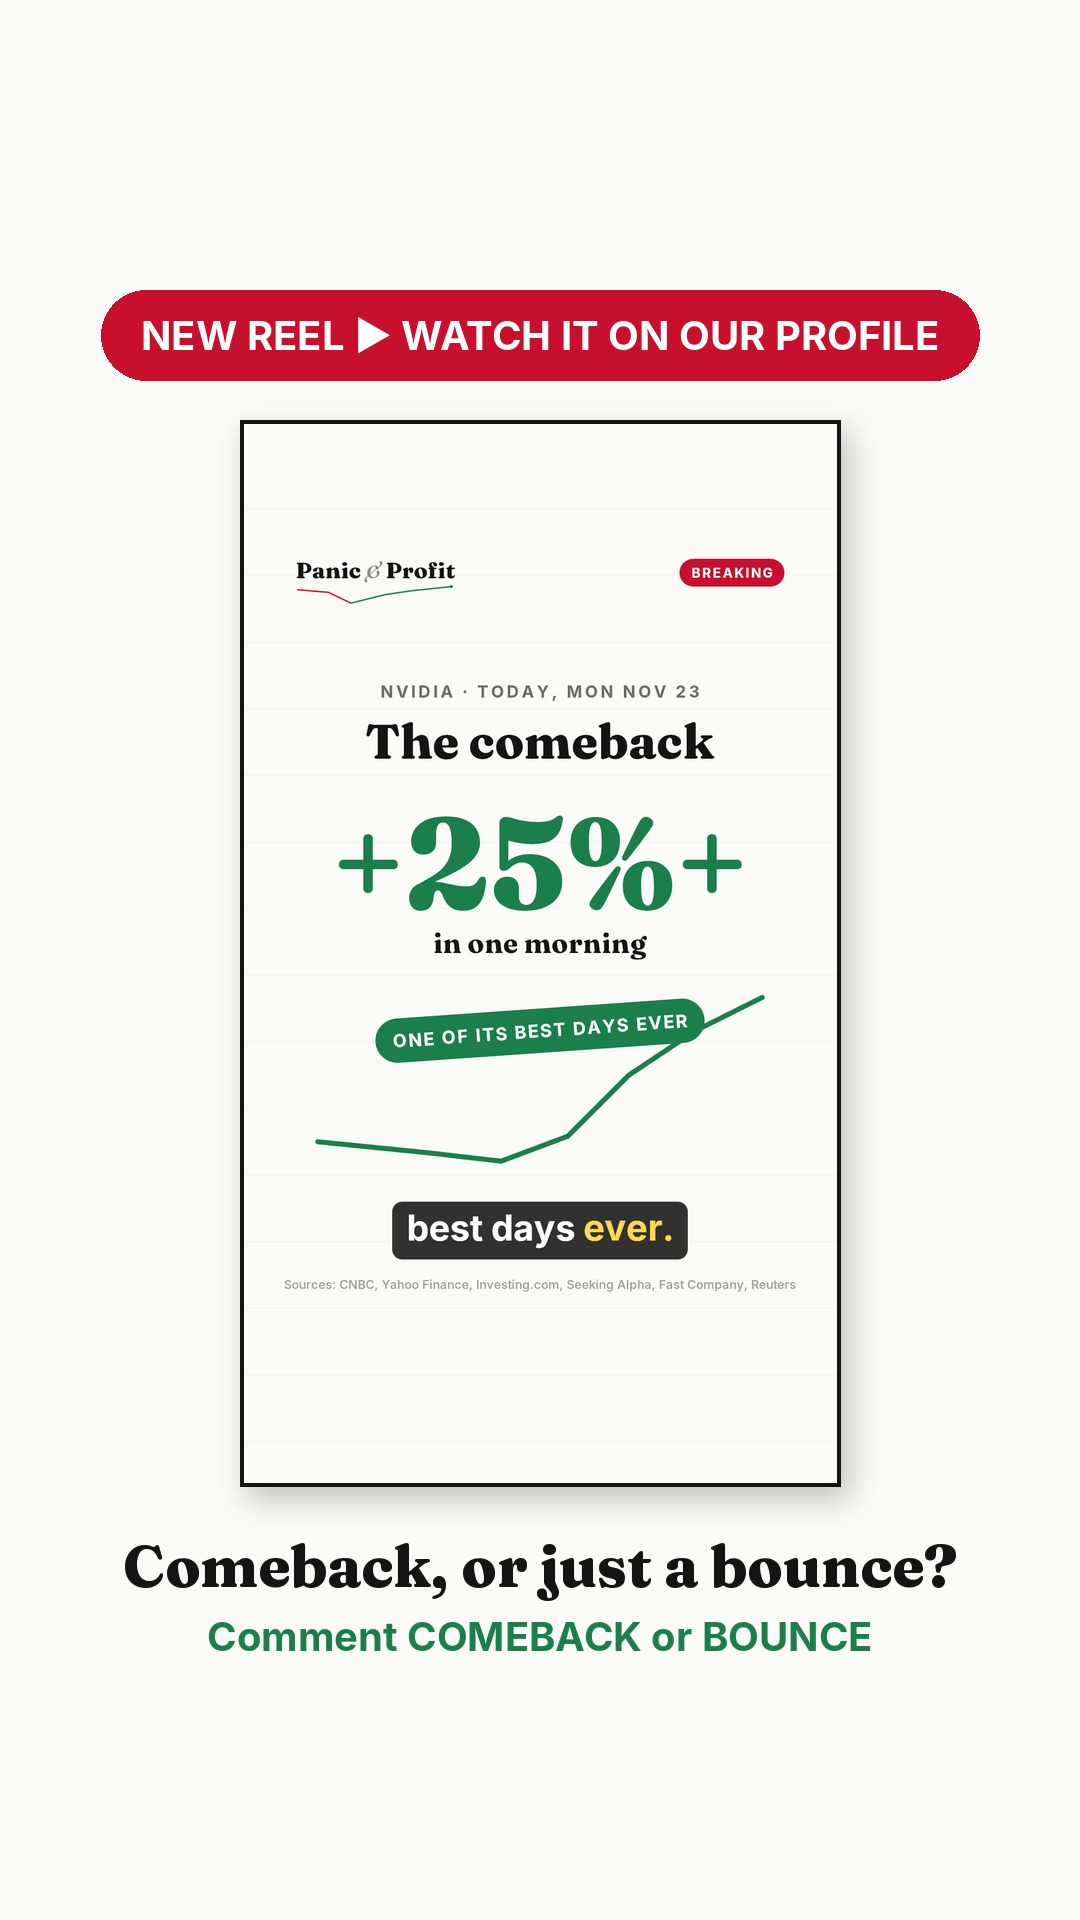 NEW REEL ▶ WATCH IT ON OUR PROFILE
Panic & Profit
BREAKING
NVIDIA · TODAY, MON NOV 23
The comeback
+25%+
in one morning
ONE OF ITS BEST DAYS EVER
best days ever.
Sources: CNBC, Yahoo Finance, Investing.com, Seeking Alpha, Fast Company, Reuters
Comeback, or just a bounce?
Comment COMEBACK or BOUNCE